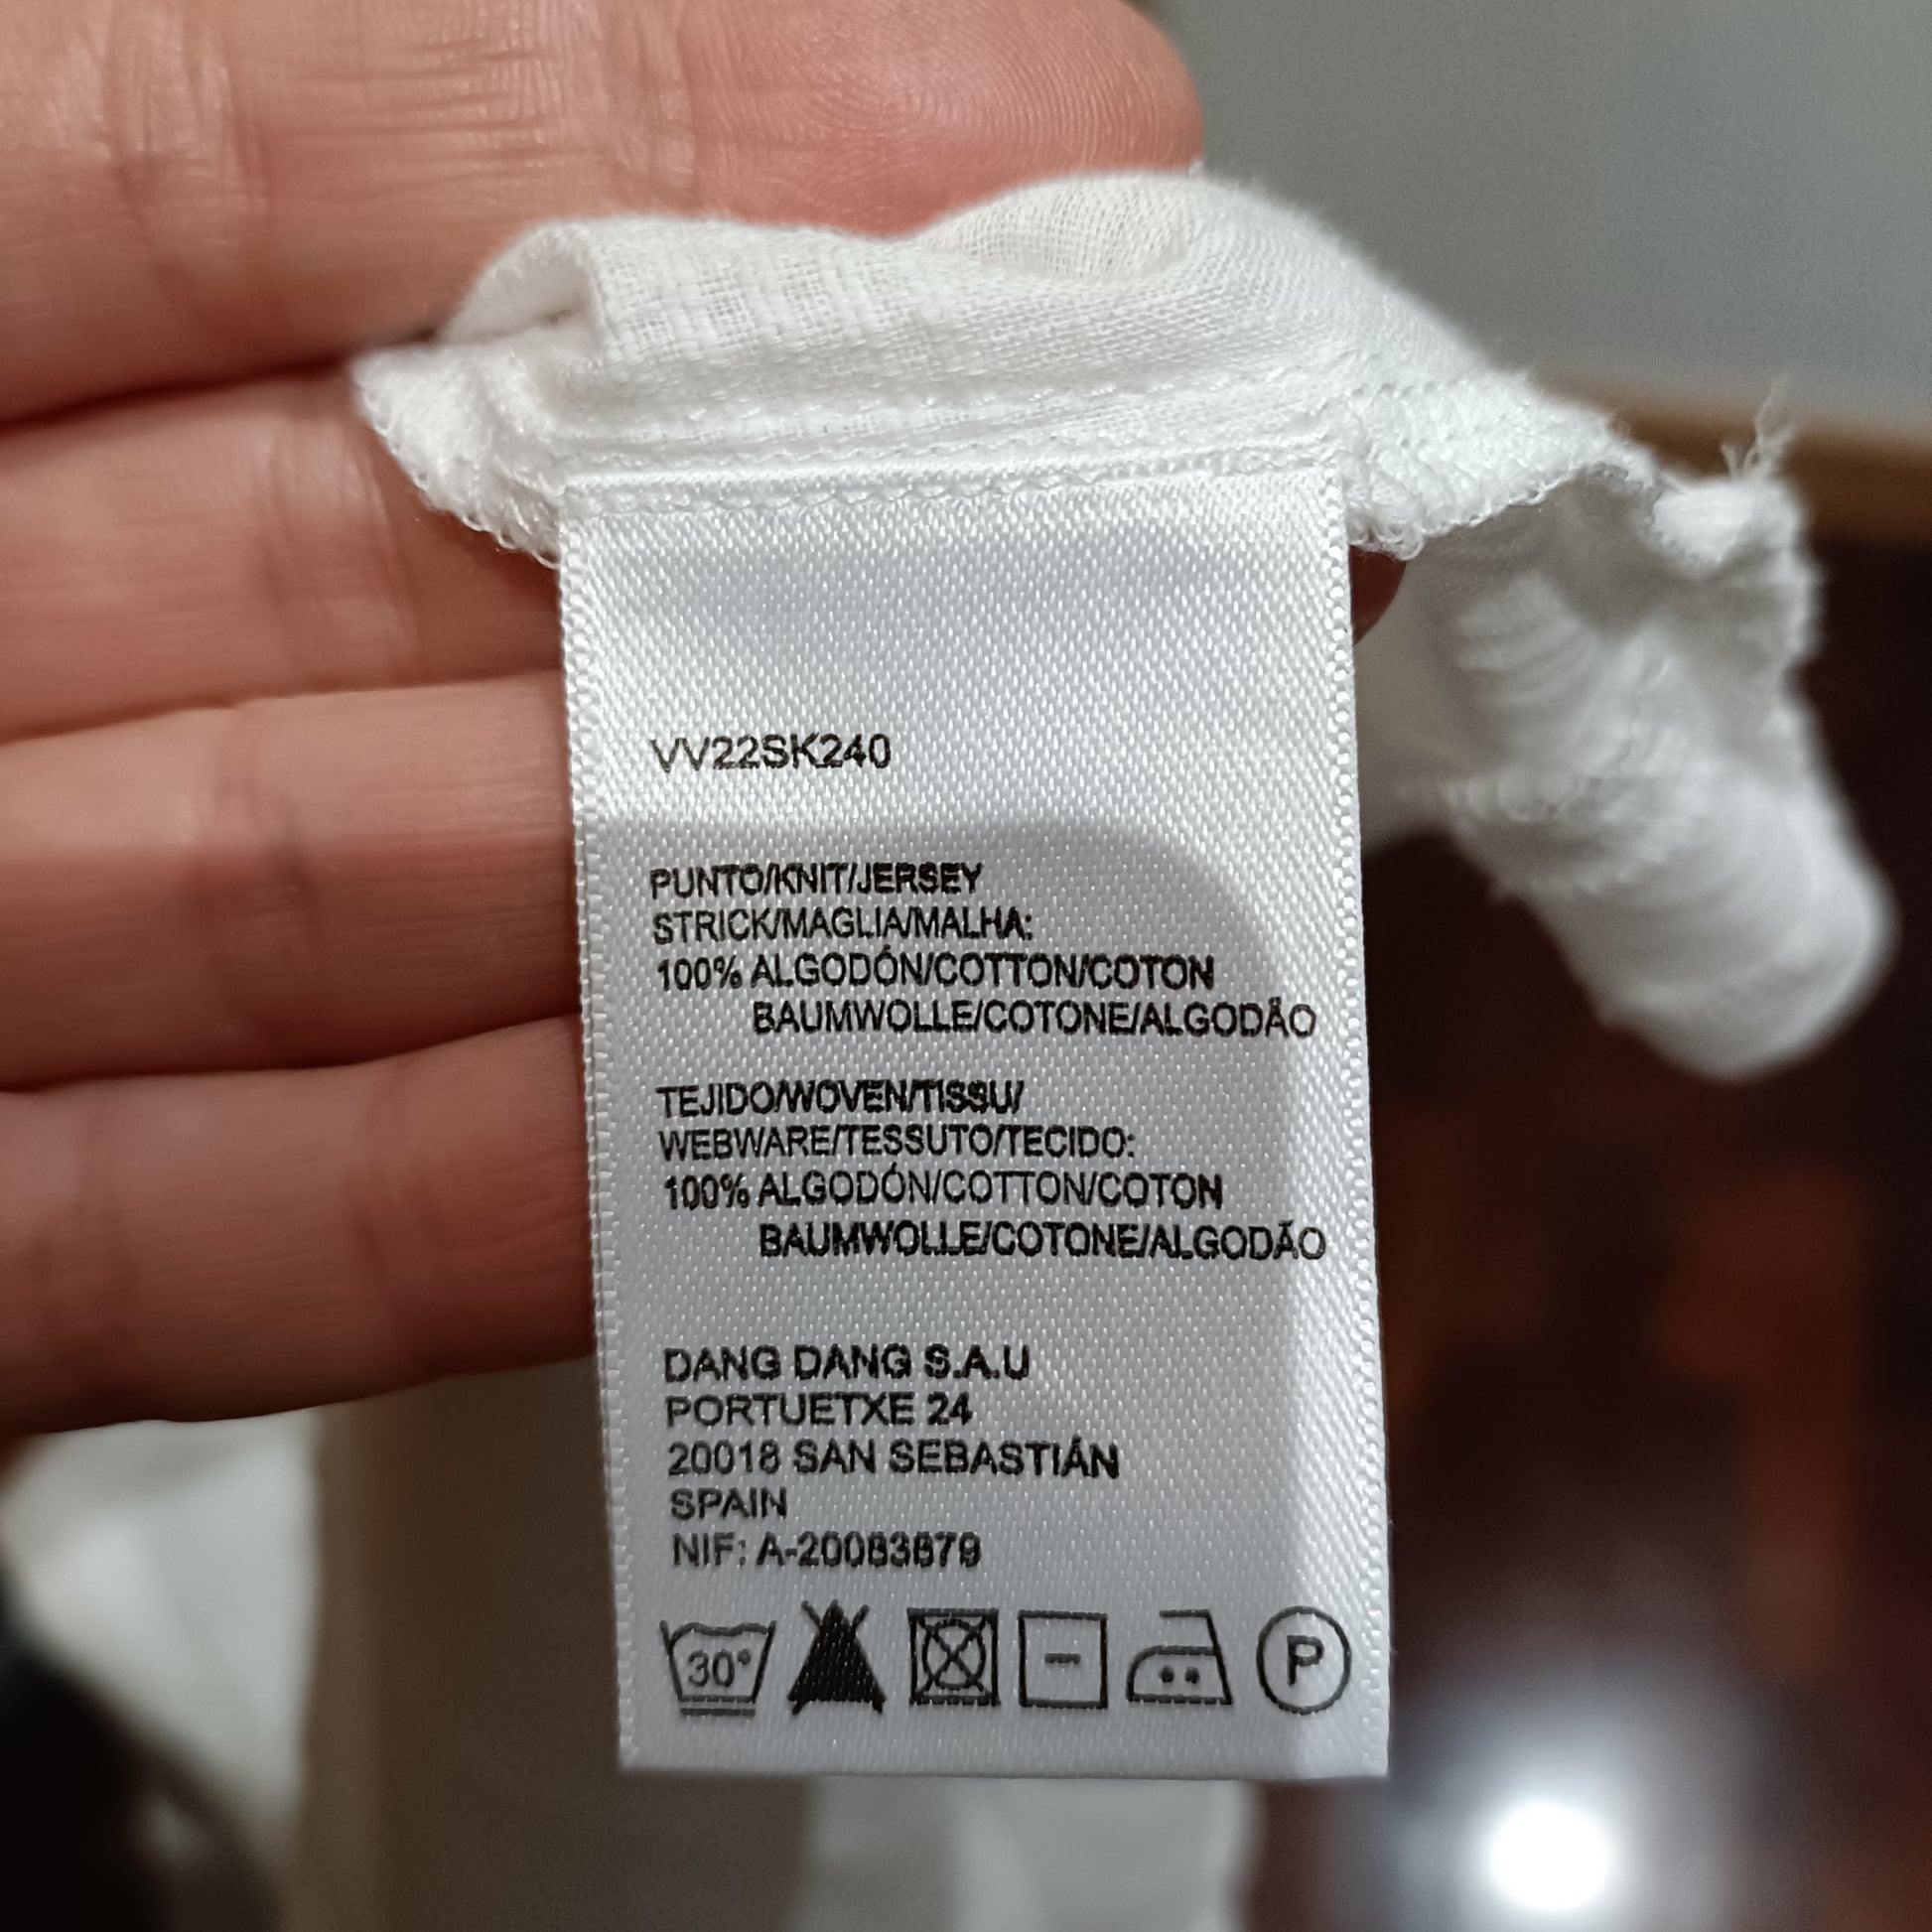 VV22SK240
PUNTO/KNIT/JERSEY
STRICK/MAGLIA/MALHA:
100% ALGODÓN/COTTON/COTON
BAUMWOLLE/COTONE/ALGODÃO
TEJIDO/WOVEN/TISSU/
WEBWARE/TESSUTO/TECIDO:
100% ALGODÓN/COTTON/COTON
BAUMWOLLE/COTONE/ALGODÃO
DANG DANG S.A.U
PORTUETXE 24
20018 SAN SEBASTIÁN
SPAIN
NIF:
30°
P